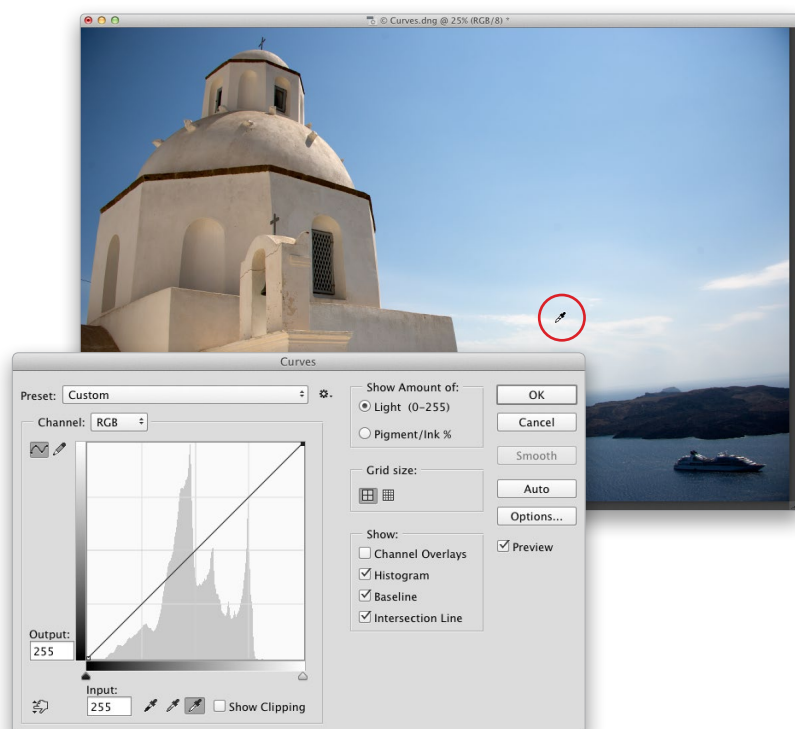 © Curves.dng @ 25% (RGB/8) *
Curves
Preset: Custom
Channel: RGB
Output:
255
Input:
255
Show Clipping
Show Amount of:
Light (0–255)
Pigment/Ink %
Grid size:
Show:
Channel Overlays
Histogram
Baseline
Intersection Line
OK
Cancel
Smooth
Auto
Options...
Preview